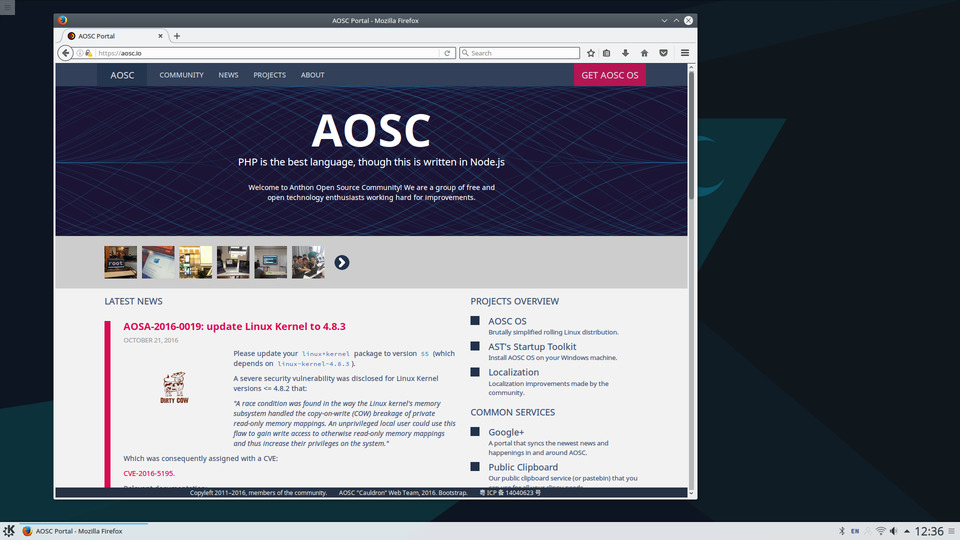 AOSC Portal - Mozilla Firefox
AOSC Portal
https://aosc.io
Search
AOSC
COMMUNITY
NEWS
PROJECTS
ABOUT
GET AOSC OS
AOSC
PHP is the best language, though this is written in Node.js
Welcome to Anthon Open Source Community! We are a group of free and
open technology enthusiasts working hard for improvements.
root
LATEST NEWS
AOSA-2016-0019: update Linux Kernel to 4.8.3
OCTOBER 21, 2016
DIRTY COW
Please update your linux+kernel package to version 55 (which
depends on linux-kernel-4.8.3).
A severe security vulnerability was disclosed for Linux Kernel
versions <= 4.8.2 that:
"A race condition was found in the way the Linux kernel's memory
subsystem handled the copy-on-write (COW) breakage of private
read-only memory mappings. An unprivileged local user could use this
flaw to gain write access to otherwise read-only memory mappings
and thus increase their privileges on the system."
Which was consequently assigned with a CVE:
CVE-2016-5195.
PROJECTS OVERVIEW
AOSC OS
Brutally simplified rolling Linux distribution.
AST's Startup Toolkit
Install AOSC OS on your Windows machine.
Localization
Localization improvements made by the
community.
COMMON SERVICES
Google+
A portal that syncs the newest news and
happenings in and around AOSC.
Public Clipboard
Our public clipboard service (or pastebin) that you
Copyleft 2011–2016, members of the community.
AOSC "Cauldron" Web Team, 2016. Bootstrap.
粤 ICP 备 14040623 号
AOSC Portal - Mozilla Firefox
EN
12:36